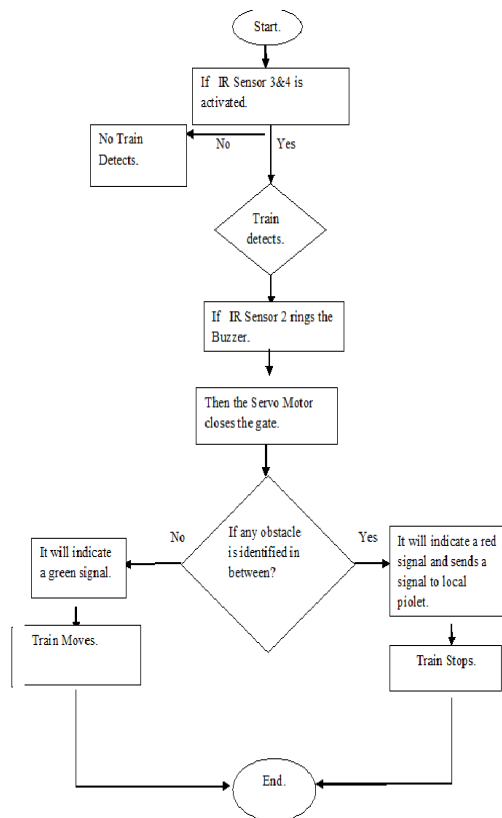 Start.
If IR Sensor 3&4 is
activated.
No Train
Detects.
No
Yes
Train
detects.
If IR Sensor 2 rings the
Buzzer.
Then the Servo Motor
closes the gate.
If any obstacle
is identified in
between?
No
Yes
It will indicate
a green signal.
It will indicate a red
signal and sends a
signal to local
piolet.
Train Moves.
Train Stops.
End.